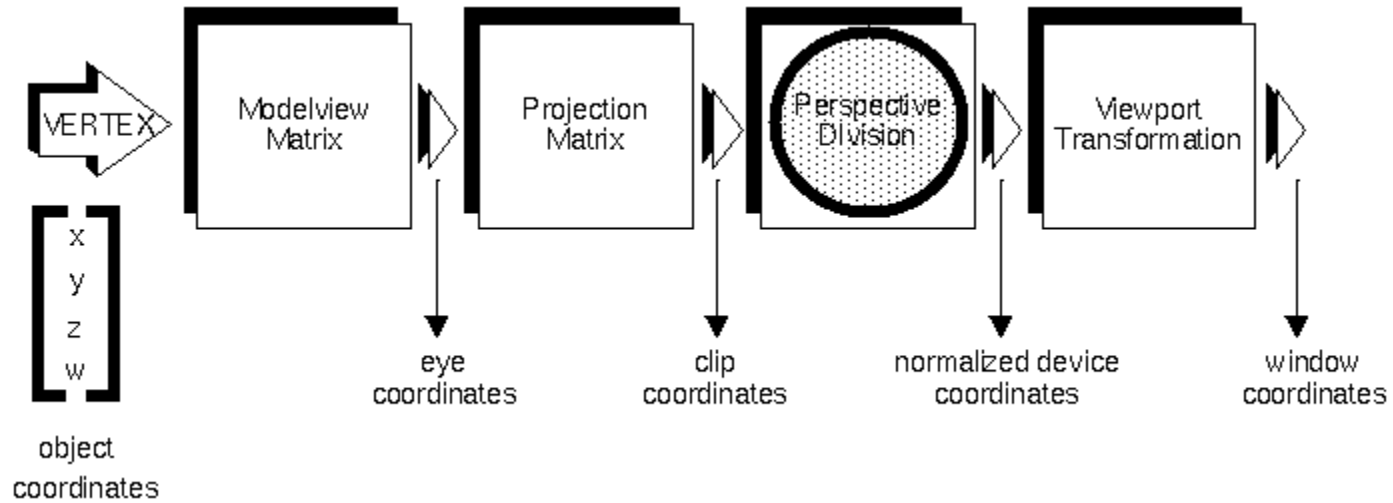 VERTEX
Modelview
Matrix
Projection
Matrix
Perspective
DIvision
Viewport
Transformation
x
y
z
w
object
coordinates
eye
coordinates
clip
coordinates
normalized device
coordinates
window
coordinates